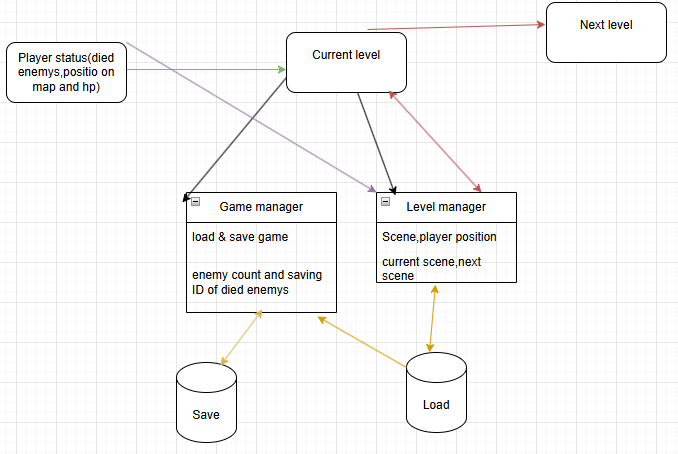 Next level
Current level
Player status(died
enemys,positio on
map and hp)
Game manager
load & save game
enemy count and saving
ID of died enemys
Level manager
Scene,player position
current scene,next
scene
Save
Load